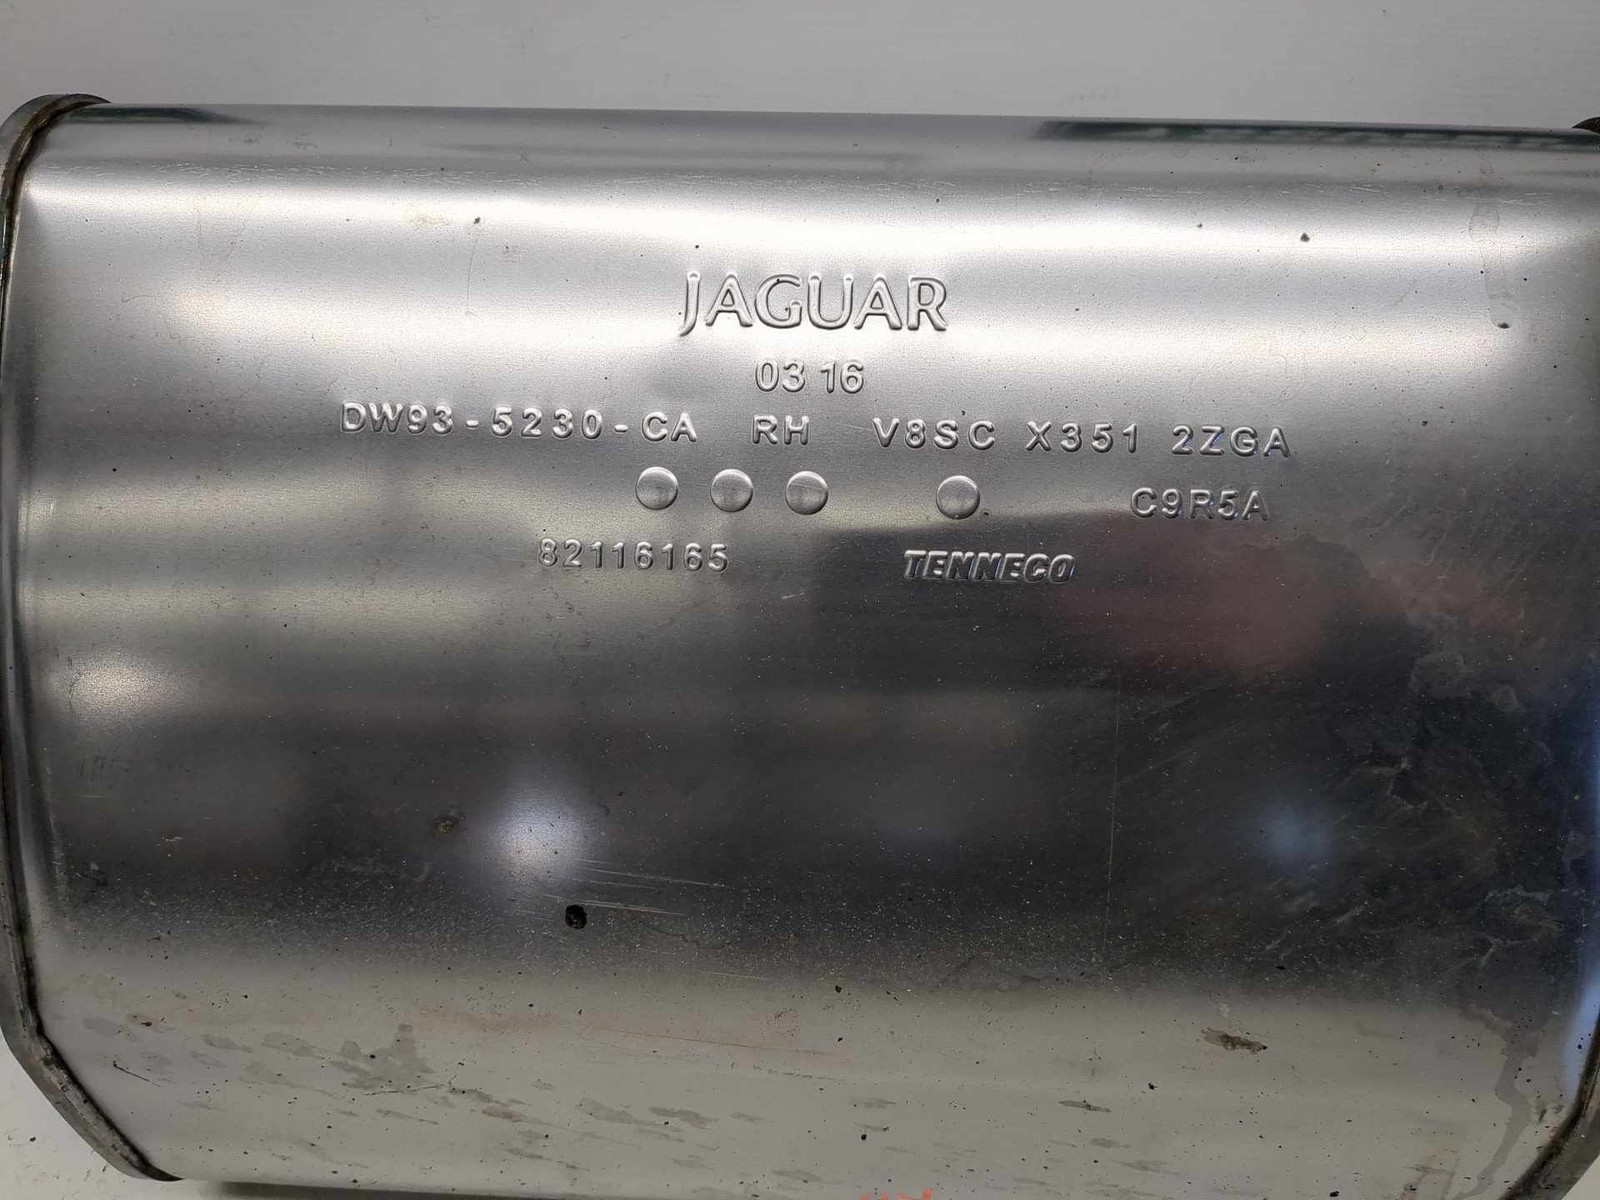 JAGUAR
03 16
DW93-5230-CA RH V8SC X351 2ZGA
C9R5A
82116165 TENNECO